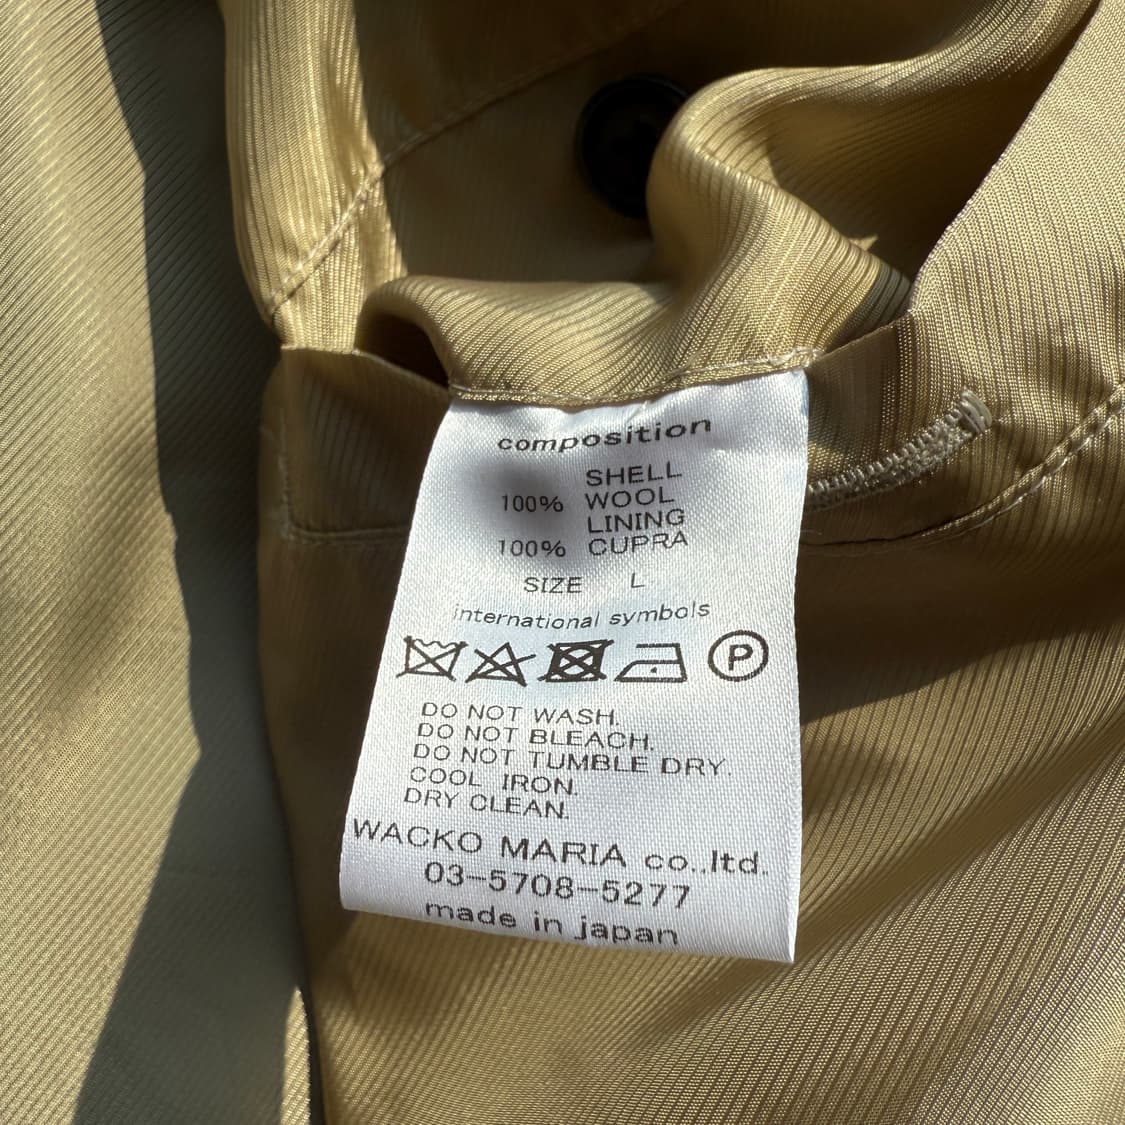 composition
SHELL
100% WOOL
LINING
100% CUPRA
SIZE L
international symbols
P
DO NOT WASH.
DO NOT BLEACH.
DO NOT TUMBLE DRY.
COOL IRON.
DRY CLEAN.
WACKO MARIA co.,ltd.
03-5708-5277
made in japan